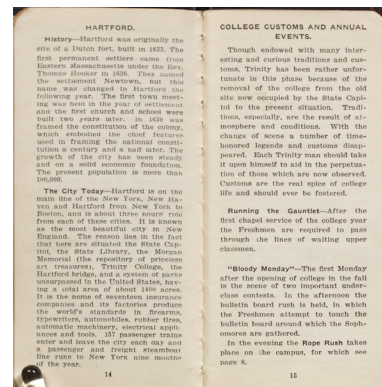 HARTFORD.
History—Hartford was originally the
site of a Dutch fort, built in 1633. The
first permanent settlers came from
Eastern Massachusetts under the Rev.
Thomas Hooker in 1636. They named
the settlement Newtown, but this
name was changed to Hartford the
following year. The first town meet-
ing was held in the year of settlement
and the first church and school were
built two years later. In 1639 was
framed the constitution of the colony,
which embodied the chief features
used in framing the national consti-
tution a century and a half later. The
growth of the city has been steady
and on a solid economic foundation.
The present population is more than
100,000.
The City Today—Hartford is on the
main line of the New York, New Ha-
ven and Hartford from New York to
Boston, and is about three hours' ride
from each of these cities. It is known
as the most beautiful city in New
England. The reason lies in the fact
that here are situated the State Cap-
itol, the State Library, the Morgan
Memorial (the repository of priceless
art treasures), Trinity College, the
Hartford bridge, and a system of parks
unsurpassed in the United States, hav-
ing a total area of about 1400 acres.
It is the home of seventeen insurance
companies and its factories produce
the world's standards in firearms,
typewriters, automobiles, rubber tires,
automatic machinery, electrical appli-
ances and tools. 157 passenger trains
enter and leave the city each day and
a passenger and freight steamboat
line runs to New York nine months
of the year.
14
COLLEGE CUSTOMS AND ANNUAL
EVENTS.
Though endowed with many inter-
esting and curious traditions and cus-
toms, Trinity has been rather unfor-
tunate in this phase because of the
removal of the college from the old
site now occupied by the State Capi-
tol to the present situation. Tradi-
tions, especially, are the result of at-
mosphere and conditions. With the
change of scene a number of time-
honored legends and customs disap-
peared. Each Trinity man should take
it upon himself to aid in the perpetua-
tion of those which are now observed.
Customs are the real spice of college
life and should ever be fostered.
Running the Gauntlet—After the
first chapel service of the college year
the Freshmen are required to pass
through the lines of waiting upper
classmen.
"Bloody Monday"—The first Monday
after the opening of college in the fall
is the scene of two important under-
class contests. In the afternoon the
bulletin board rush is held, in which
the Freshmen attempt to touch the
bulletin board around which the Soph-
omores are gathered.
In the evening the Rope Rush takes
place on the campus, for which see
page 8.
15